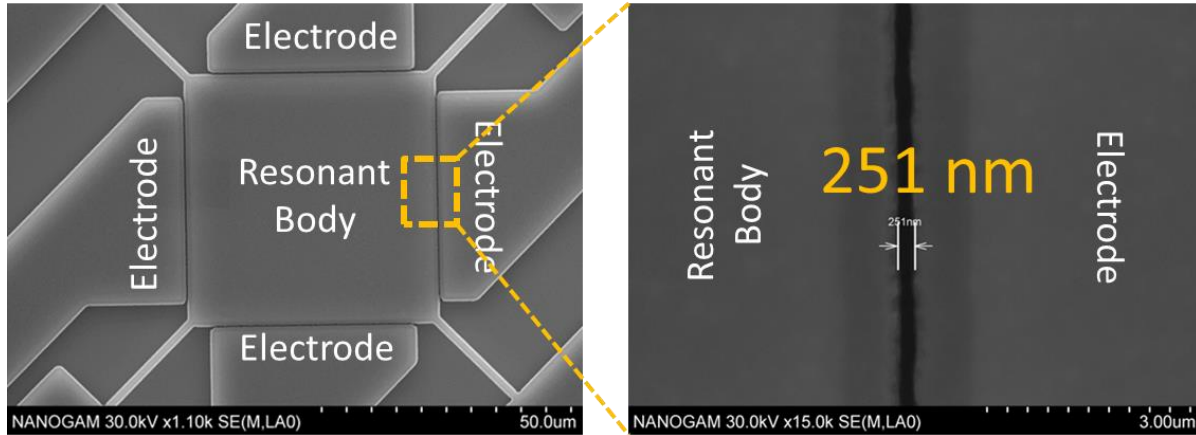 Electrode
Electrode
Resonant
Body
Electrode
Electrode
NANOGAM 30.0kV x1.10k SE(M,LA0)
50.0um
Resonant
Body
251 nm
251nm
Electrode
NANOGAM 30.0kV x15.0k SE(M,LA0)
3.00um